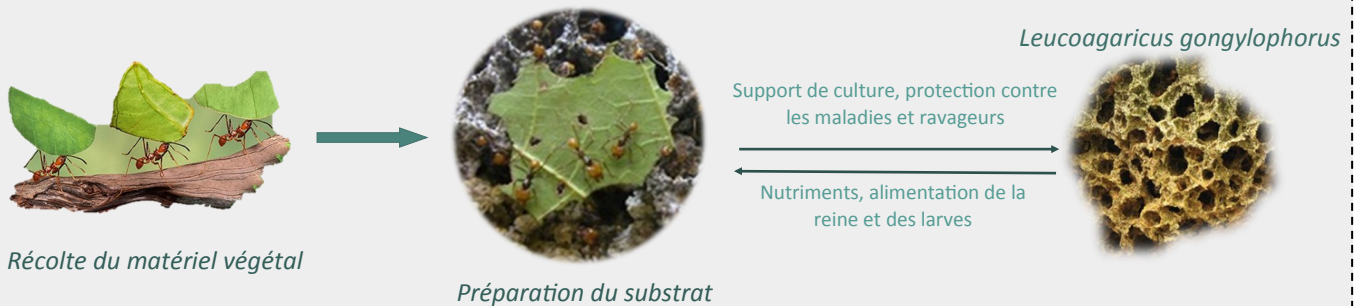 Leucoagaricus gongylophorus
Support de culture, protection contre
les maladies et ravageurs
Nutriments, alimentation de la
reine et des larves
Récolte du matériel végétal
Préparation du substrat